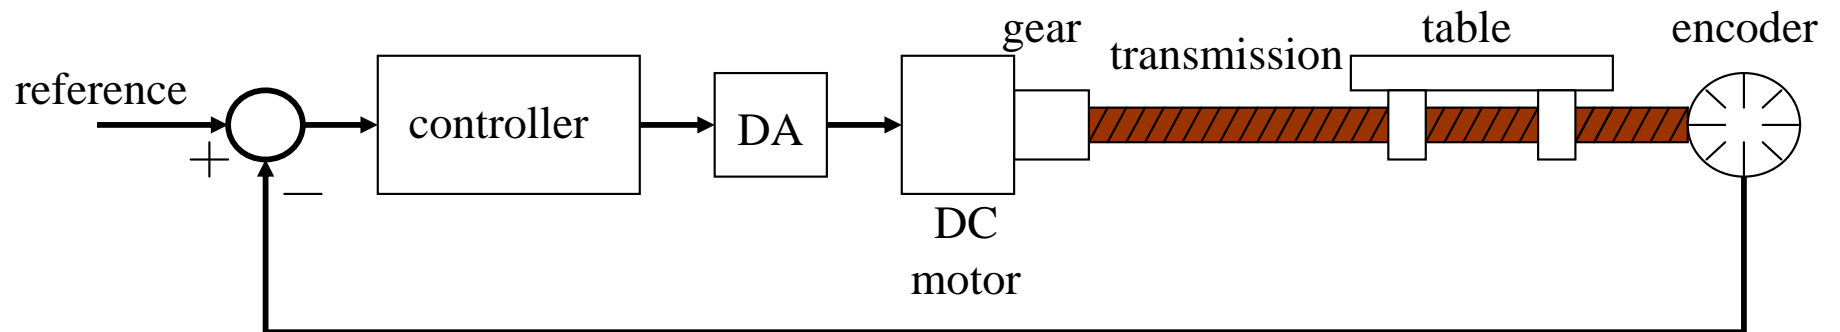 reference
+
−
controller
DA
DC
motor
gear
transmission
table
encoder